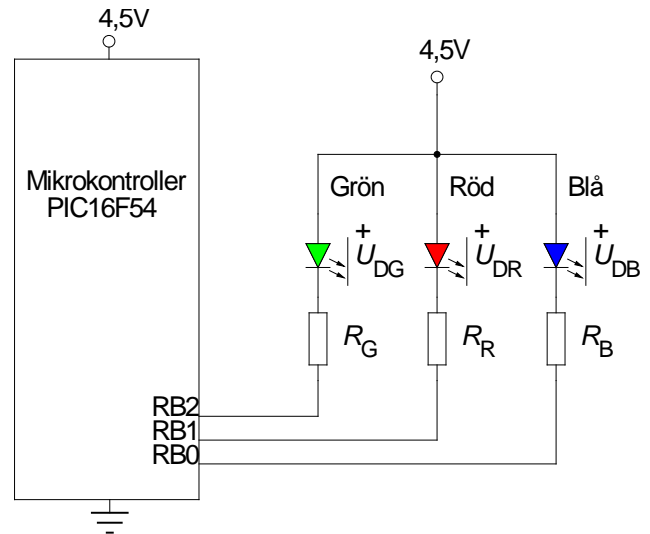 4,5V
4,5V
Mikrokontroller
PIC16F54
Grön
Röd
Blå
+
+
+
UDG
UDR
UDB
RG
RR
RB
RB2
RB1
RB0